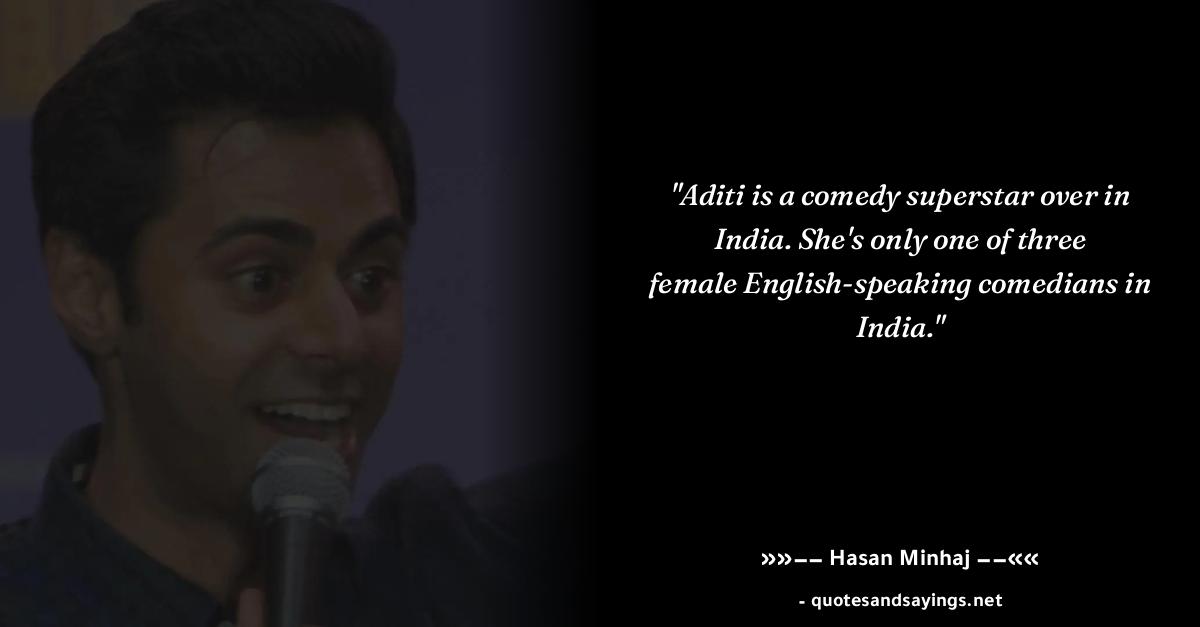 "Aditi is a comedy superstar over in
India. She's only one of three
female English-speaking comedians in
India."
»»−− Hasan Minhaj −−««
- quotesandsayings.net